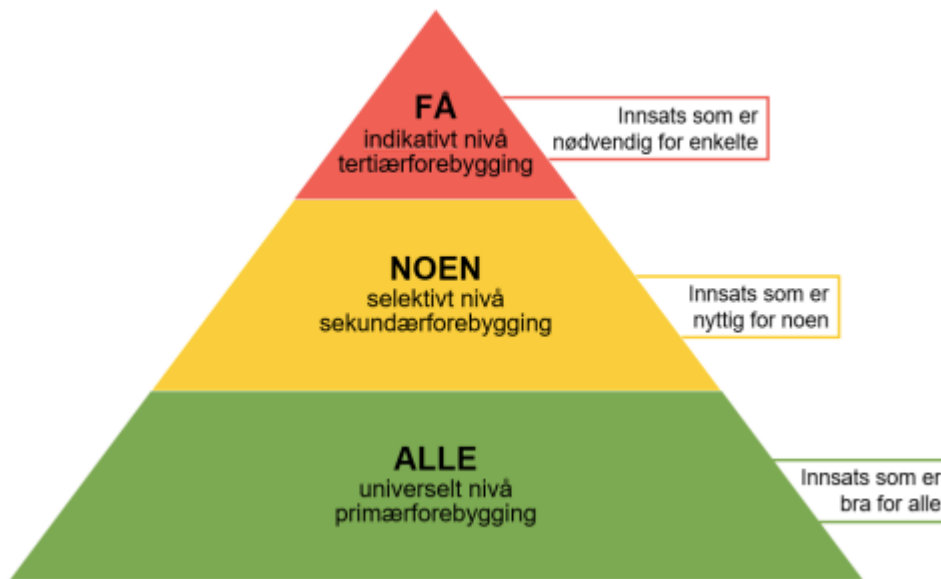 FÅ
indikativt nivå
tertiærforebygging
Innsats som er
nødvendig for enkelte
NOEN
selektivt nivå
sekundærforebygging
Innsats som er
nyttig for noen
ALLE
universelt nivå
primærforebygging
Innsats som er
bra for alle